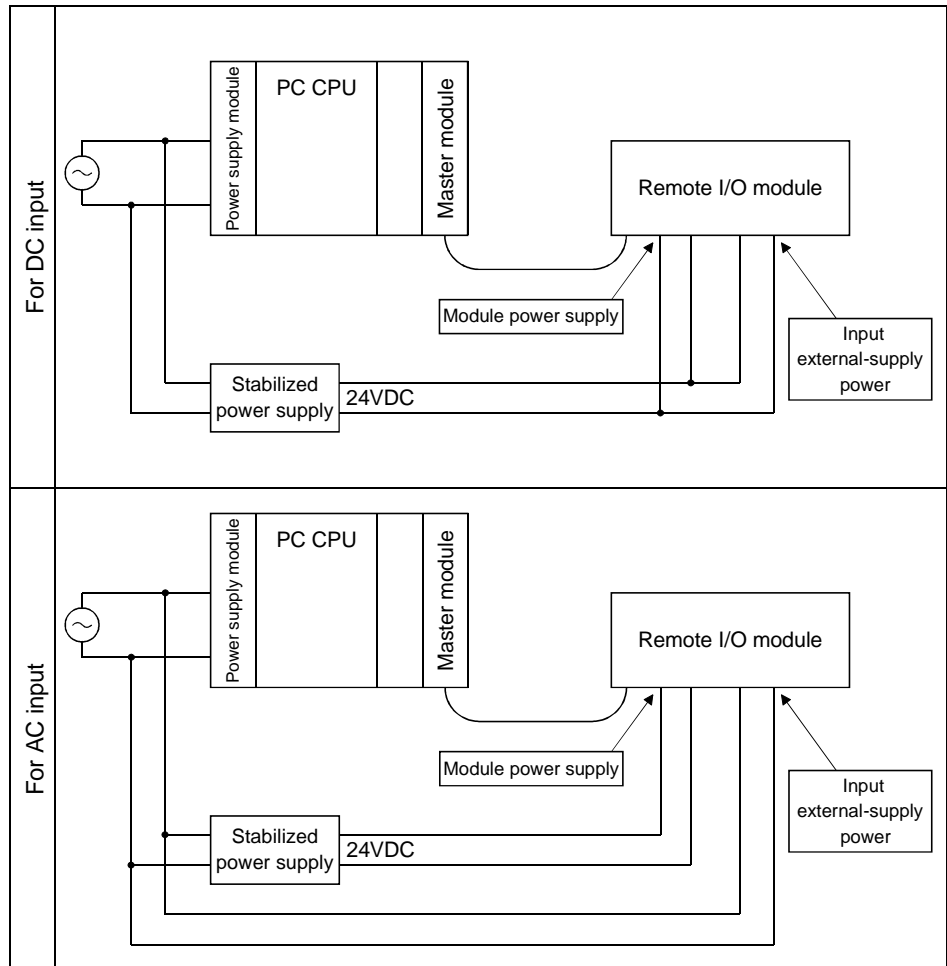 For DC input
Power supply module
PC CPU
Master module
Remote I/O module
Module power supply
Input
external-supply
power
Stabilized
power supply
24VDC
For AC input
Power supply module
PC CPU
Master module
Remote I/O module
Module power supply
Input
external-supply
power
Stabilized
power supply
24VDC